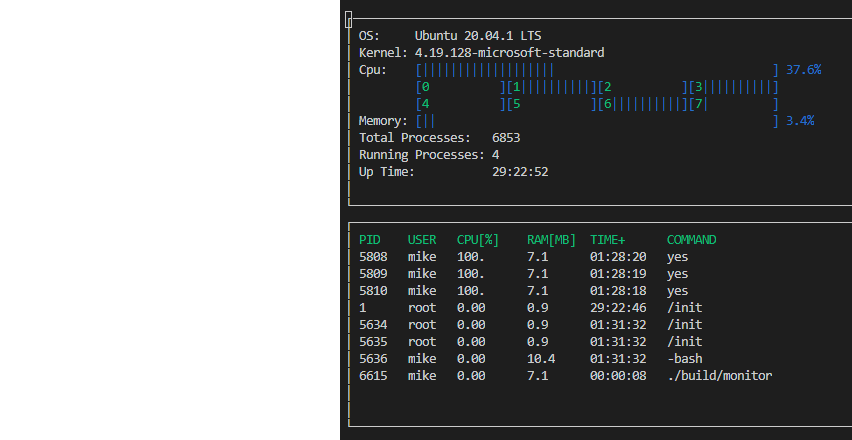 OS: Ubuntu 20.04.1 LTS
Kernel: 4.19.128-microsoft-standard
Cpu: [|||||||||||||||||||] 37.6%
[0 ][1||||||||||][2 ][3||||||||||]
[4 ][5 ][6||||||||||][7| ]
Memory: [|| ] 3.4%
Total Processes: 6853
Running Processes: 4
Up Time: 29:22:52
PID USER CPU[%] RAM[MB] TIME+ COMMAND
5808 mike 100. 7.1 01:28:20 yes
5809 mike 100. 7.1 01:28:19 yes
5810 mike 100. 7.1 01:28:18 yes
1 root 0.00 0.9 29:22:46 /init
5634 root 0.00 0.9 01:31:32 /init
5635 root 0.00 0.9 01:31:32 /init
5636 mike 0.00 10.4 01:31:32 -bash
6615 mike 0.00 7.1 00:00:08 ./build/monitor